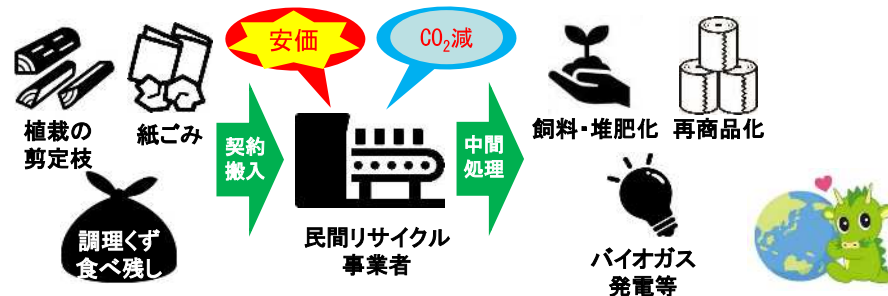 安価
CO₂減
植栽の
剪定枝
紙ごみ
調理くず
食べ残し
契約
搬入
民間リサイクル
事業者
中間
処理
飼料・堆肥化
再商品化
バイオガス
発電等